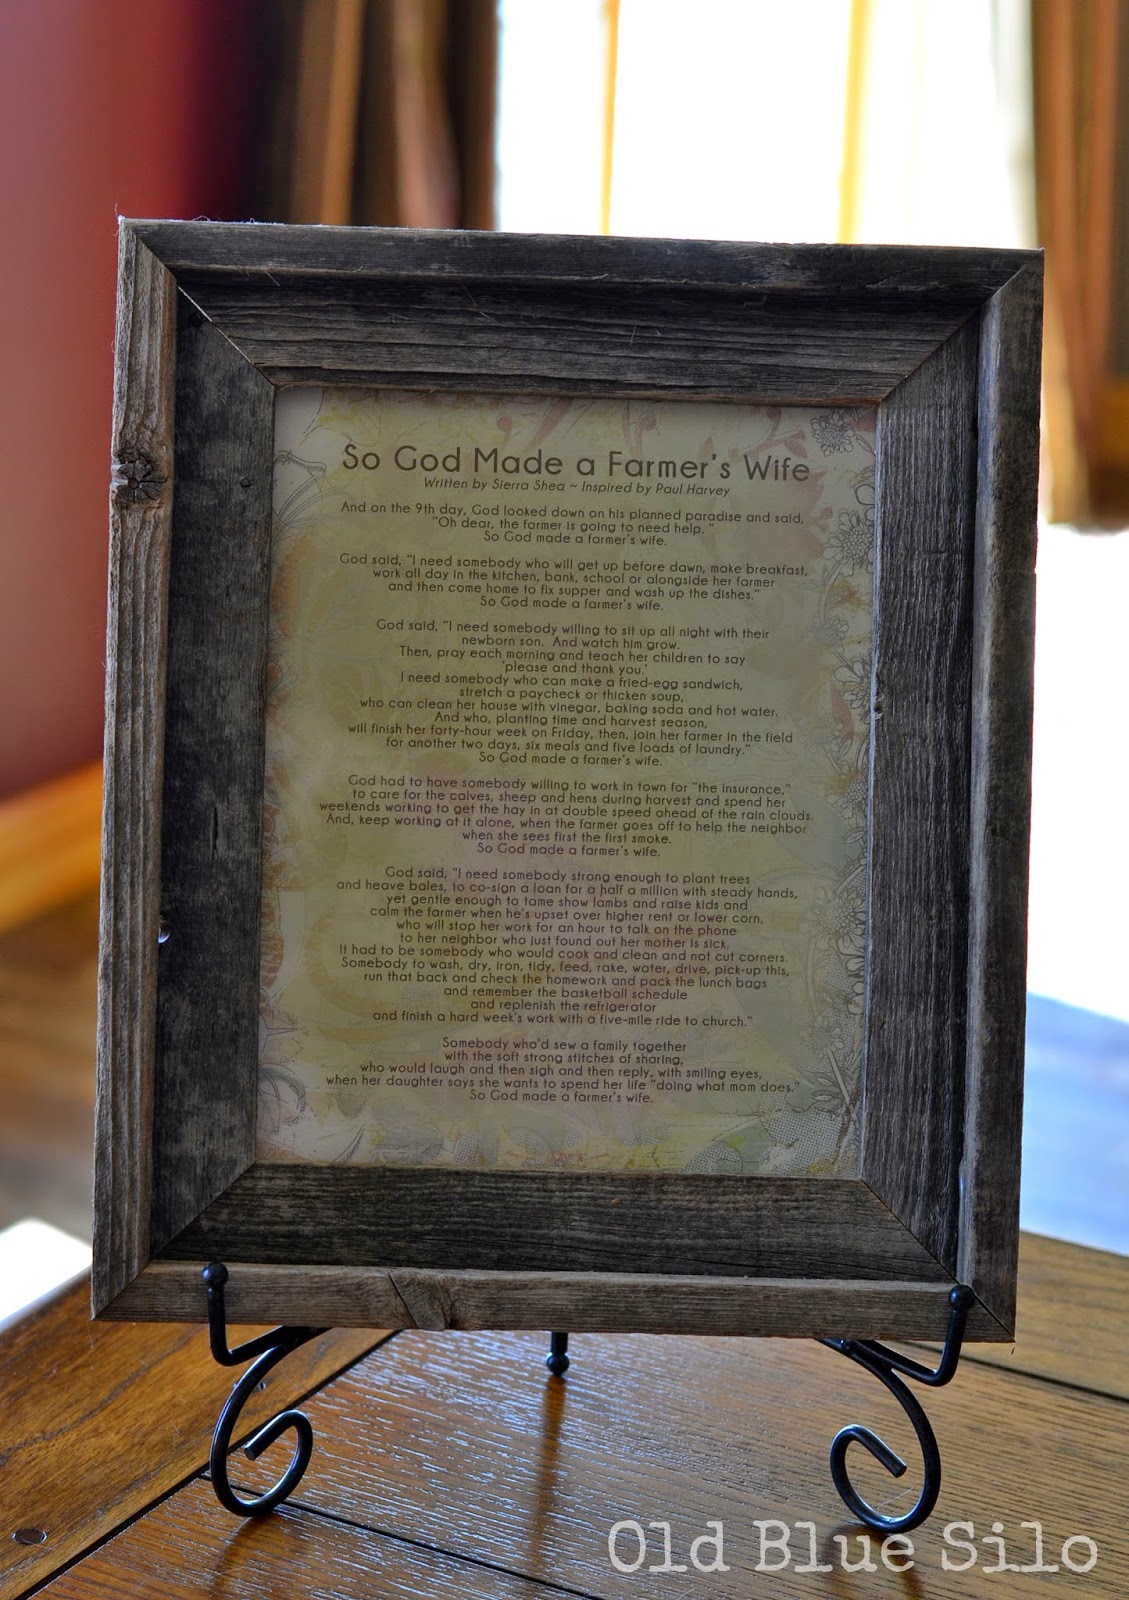 So God Made a Farmer's Wife
Written by Sierra Shea ~ Inspired by Paul Harvey
And on the 9th day, God looked down on his planned paradise and said,
"Oh dear, the farmer is going to need help. "
So God made a farmer's wife.
God said, "I need somebody who will get up before dawn, make breakfast,
work all day in the kitchen, bank, school or alongside her farmer
and then come home to fix supper and wash up the dishes."
So God made a farmer's wife.
God said, "I need somebody willing to sit up all night with their
newborn son. And watch him grow.
Then, pray each morning and teach her children to say
'please and thank you.'
I need somebody who can make a fried-egg sandwich,
stretch a paycheck or thicken soup,
who can clean her house with vinegar, baking soda and hot water.
And who, planting time and harvest season,
will finish her forty-hour week on Friday, then, join her farmer in the field
for another two days, six meals and five loads of laundry."
So God made a farmer's wife.
God had to have somebody willing to work in town for "the insurance,"
to care for the calves, sheep and hens during harvest and spend her
weekends working to get the hay in at double speed ahead of the rain clouds.
And, keep working at it alone, when the farmer goes off to help the neighbor
when she sees first the first smoke.
So God made a farmer's wife.
God said, "I need somebody strong enough to plant trees
and heave bales, to co-sign a loan for a half a million with steady hands,
yet gentle enough to tame show lambs and raise kids and
calm the farmer when he's upset over higher rent or lower corn,
who will stop her work for an hour to talk on the phone
to her neighbor who just found out her mother is sick.
It had to be somebody who would cook and clean and not cut corners.
Somebody to wash, dry, iron, tidy, feed, rake, water, drive, pick-up this,
run that back and check the homework and pack the lunch bags
and remember the basketball schedule
and replenish the refrigerator
and finish a hard week's work with a five-mile ride to church."
Somebody who'd sew a family together
with the soft strong stitches of sharing,
who would laugh and then sigh and then reply, with smiling eyes,
when her daughter says she wants to spend her life "doing what mom does."
So God made a farmer's wife.
Old Blue Silo